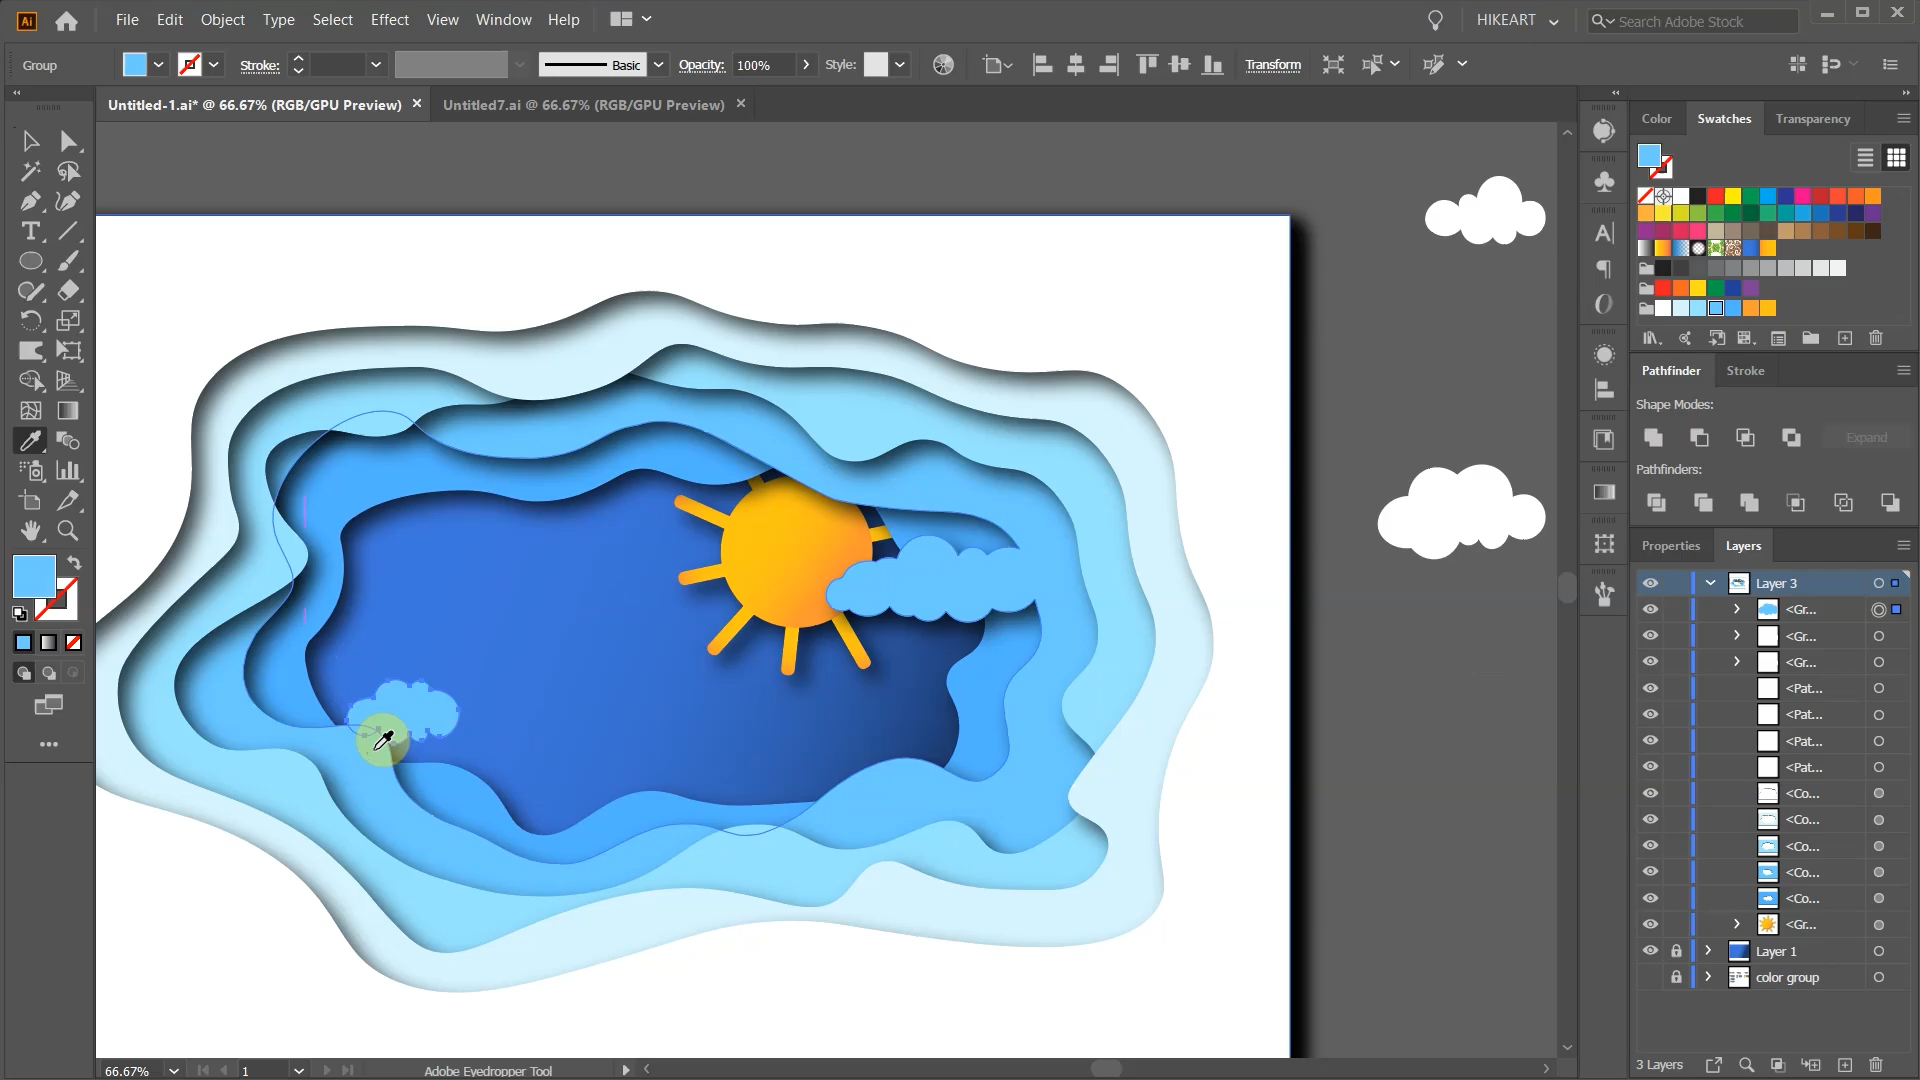 Ai
File Edit Object Type Select Effect View Window Help
HIKEART
Search Adobe Stock
Group
Stroke:
Basic
Opacity: 100%
Style:
Transform
Untitled-1.ai* @ 66.67% (RGB/GPU Preview) ×
Untitled7.ai @ 66.67% (RGB/GPU Preview) ×
Color Swatches Transparency
Pathfinder Stroke
Shape Modes:
Expand
Pathfinders:
Properties Layers
Layer 3
<Gr...
<Gr...
<Gr...
<Pat...
<Pat...
<Pat...
<Pat...
<Co...
<Co...
<Co...
<Co...
<Co...
<Gr...
Layer 1
color group
3 Layers
66.67%
1
Adobe Eyedropper Tool